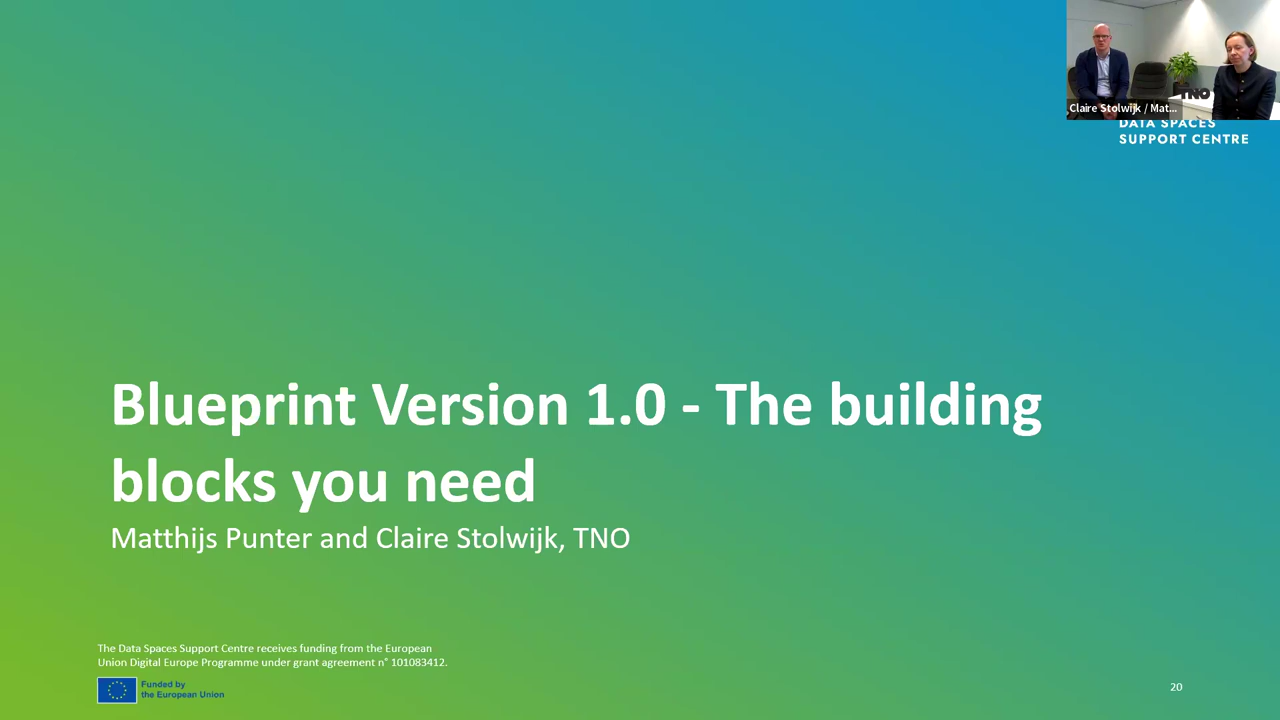 TNO
Claire Stolwijk / Mat...
DATA SPACES
SUPPORT CENTRE
Blueprint Version 1.0 - The building
blocks you need
Matthijs Punter and Claire Stolwijk, TNO
The Data Spaces Support Centre receives funding from the European
Union Digital Europe Programme under grant agreement n° 101083412.
Funded by
the European Union
20